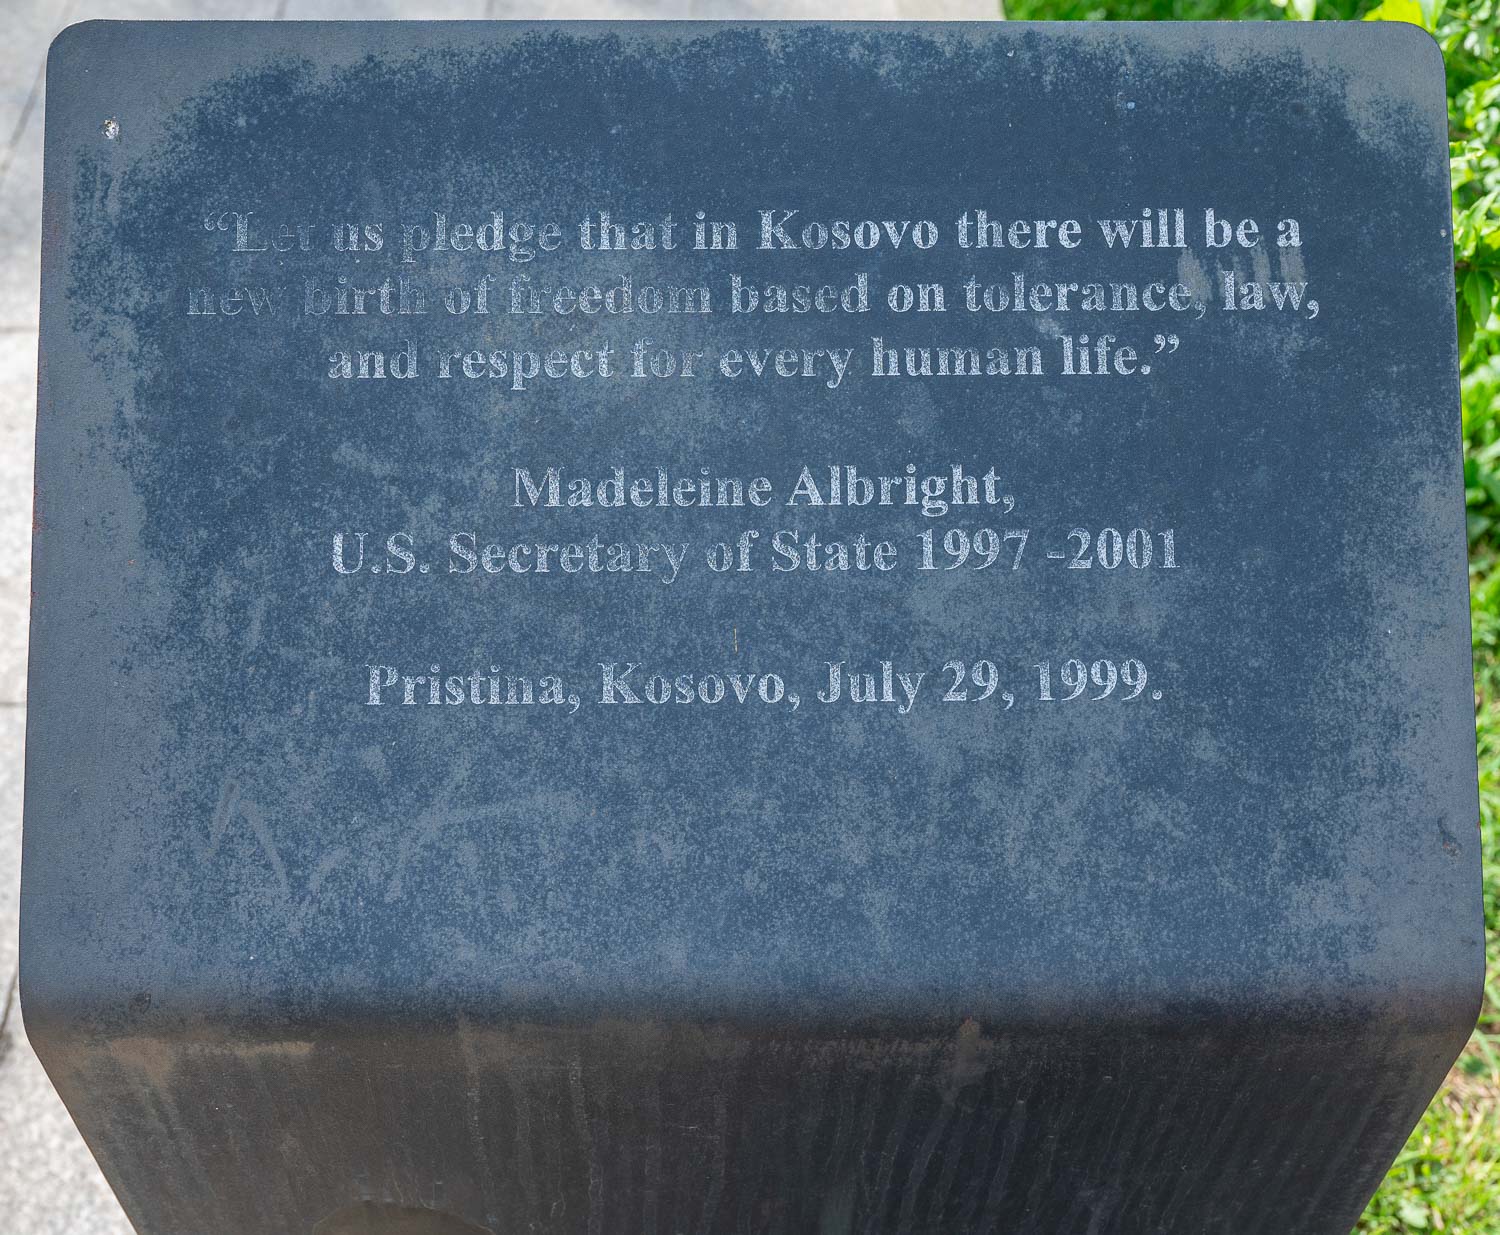 “Let us pledge that in Kosovo there will be a
new birth of freedom based on tolerance, law,
and respect for every human life.”
Madeleine Albright,
U.S. Secretary of State 1997 -2001
Pristina, Kosovo, July 29, 1999.